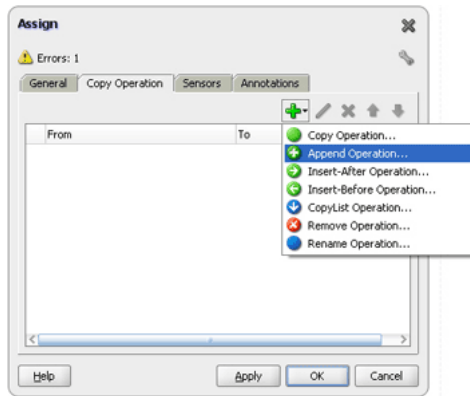 Assign
Errors: 1
General Copy Operation Sensors Annotations
From To
Copy Operation...
Append Operation...
Insert-After Operation...
Insert-Before Operation...
CopyList Operation...
Remove Operation...
Rename Operation...
Help Apply OK Cancel